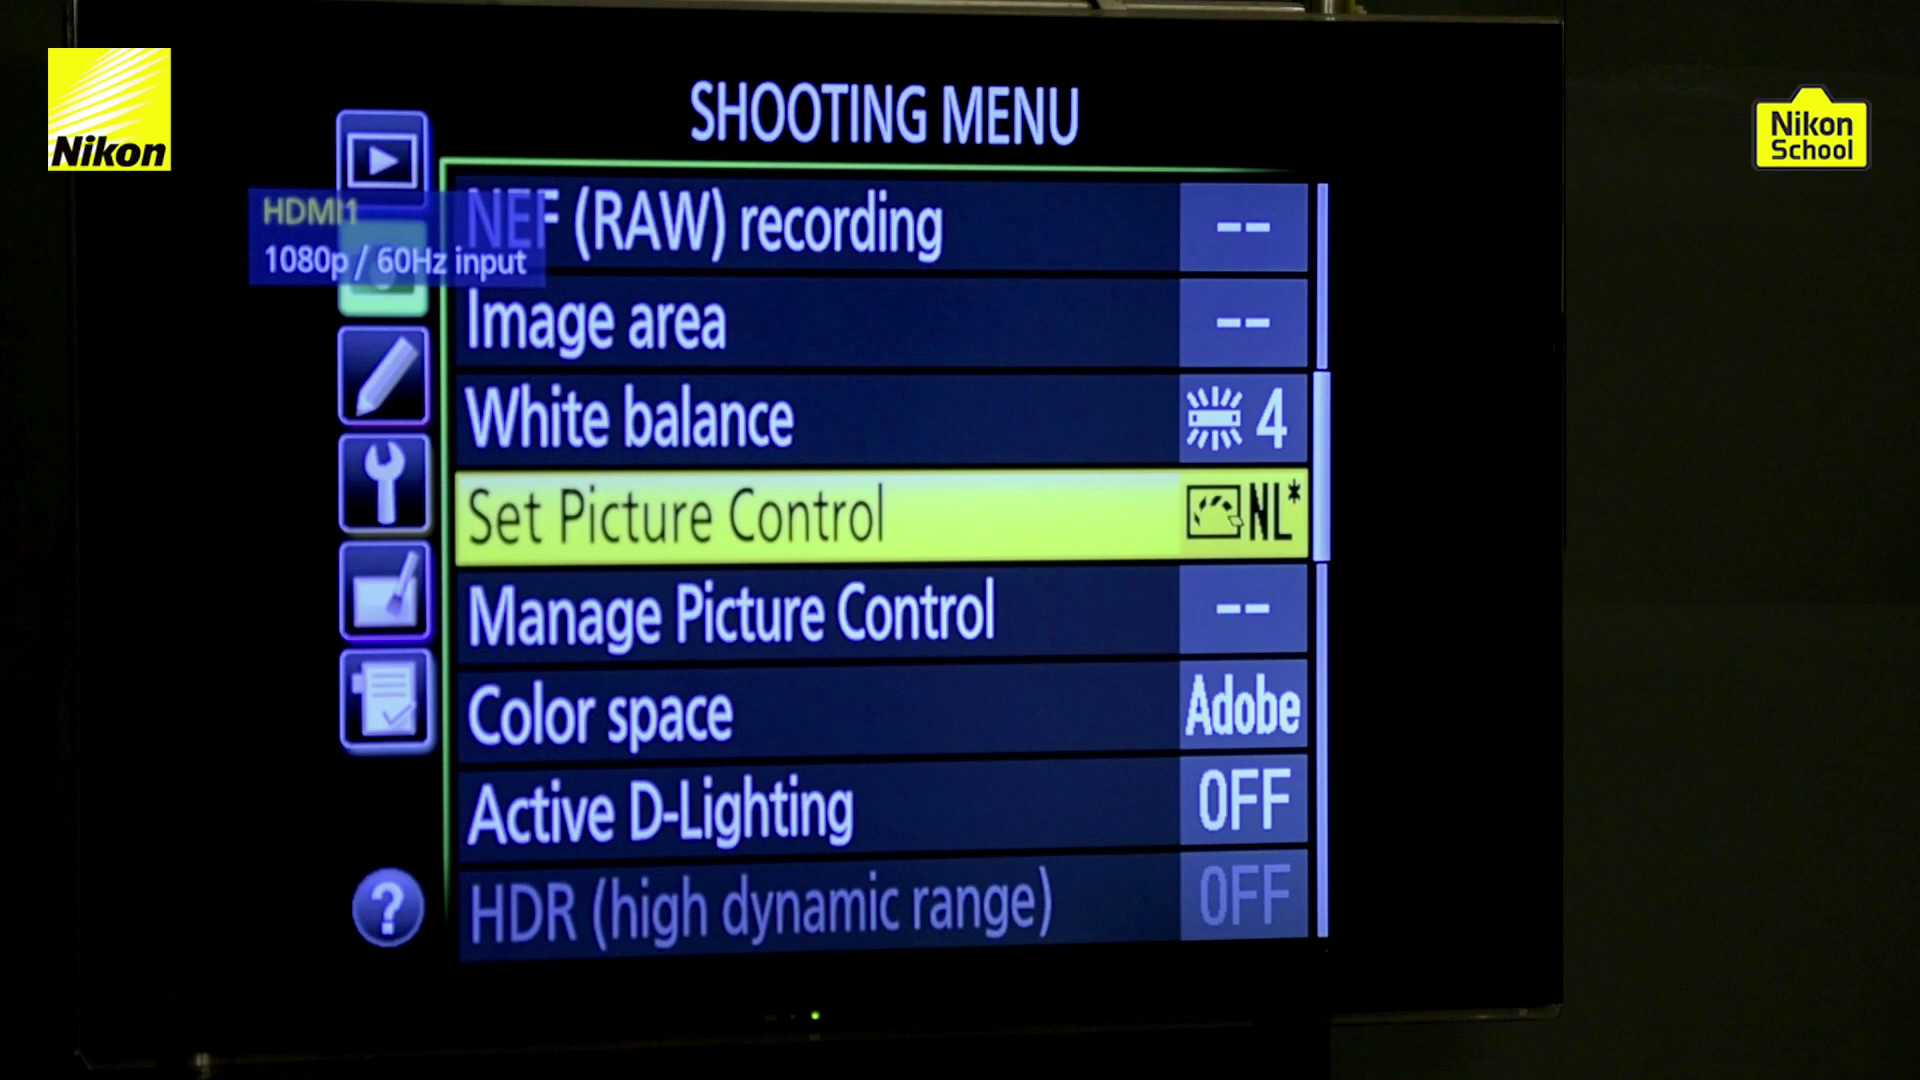 Nikon
Nikon
School
SHOOTING MENU
HDMI1
1080p / 60Hz input
NEF (RAW) recording --
Image area --
White balance 4
Set Picture Control NL*
Manage Picture Control --
Color space Adobe
Active D-Lighting OFF
HDR (high dynamic range) OFF
?